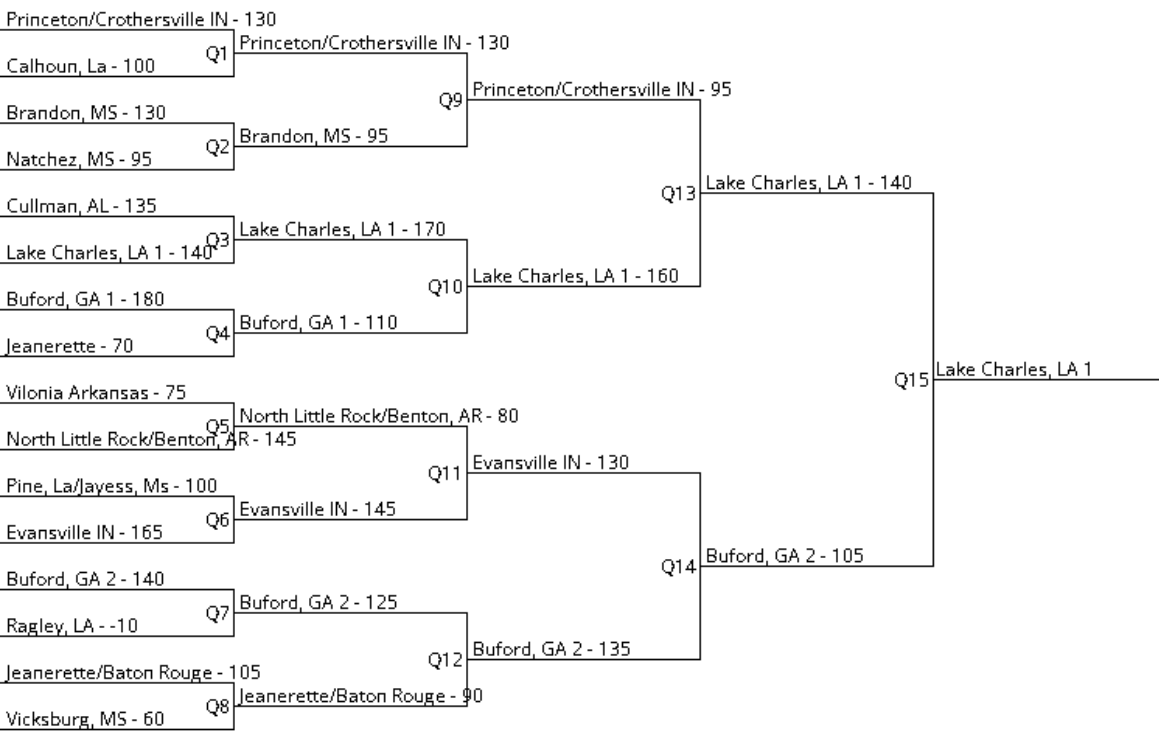 Princeton/Crothersville IN - 130
Q1
Calhoun, La - 100
Princeton/Crothersville IN - 130
Q9
Brandon, MS - 130
Q2
Natchez, MS - 95
Brandon, MS - 95
Princeton/Crothersville IN - 95
Q13
Cullman, AL - 135
Q3
Lake Charles, LA 1 - 140
Lake Charles, LA 1 - 170
Q10
Buford, GA 1 - 180
Q4
Jeanerette - 70
Buford, GA 1 - 110
Lake Charles, LA 1 - 160
Lake Charles, LA 1 - 140
Q15
Lake Charles, LA 1
Vilonia Arkansas - 75
Q5
North Little Rock/Benton, AR - 145
North Little Rock/Benton, AR - 80
Q11
Pine, La/Jayess, Ms - 100
Q6
Evansville IN - 165
Evansville IN - 145
Evansville IN - 130
Q14
Buford, GA 2 - 105
Buford, GA 2 - 140
Q7
Ragley, LA - -10
Buford, GA 2 - 125
Q12
Buford, GA 2 - 135
Jeanerette/Baton Rouge - 105
Q8
Vicksburg, MS - 60
Jeanerette/Baton Rouge - 90